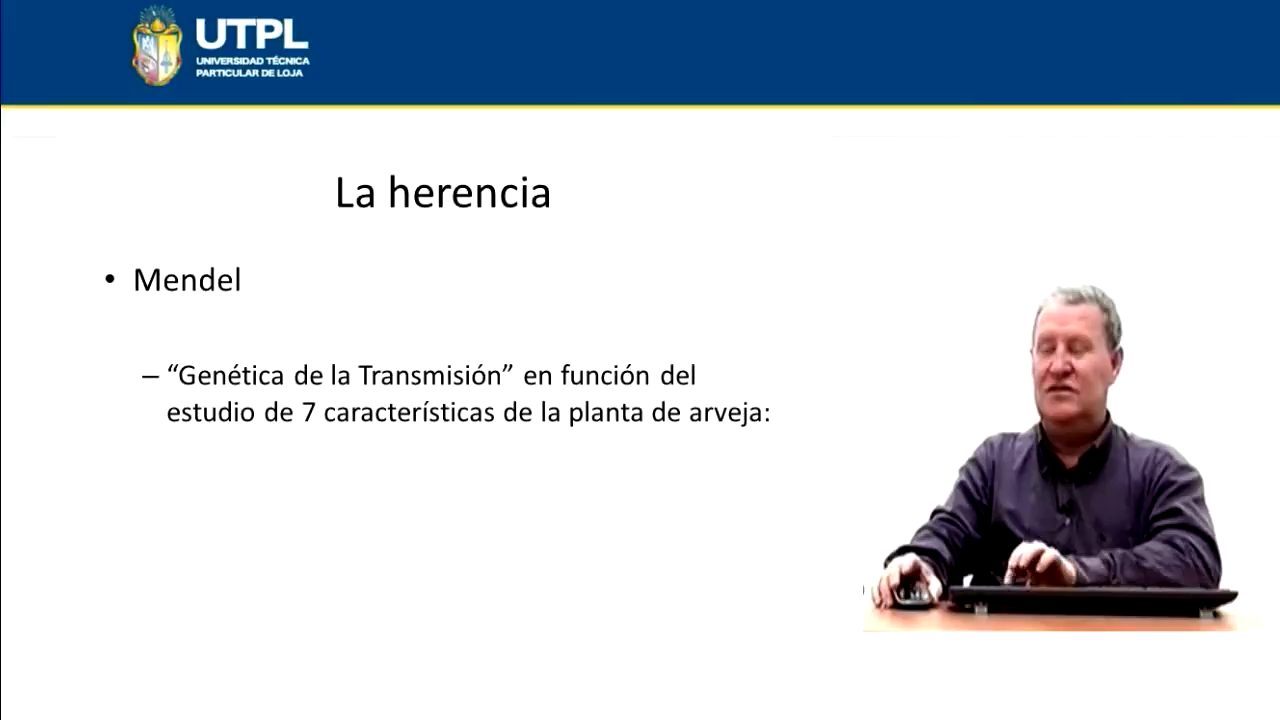 UTPL
UNIVERSIDAD TÉCNICA
PARTICULAR DE LOJA
La herencia
• Mendel
– “Genética de la Transmisión” en función del
estudio de 7 características de la planta de arveja: